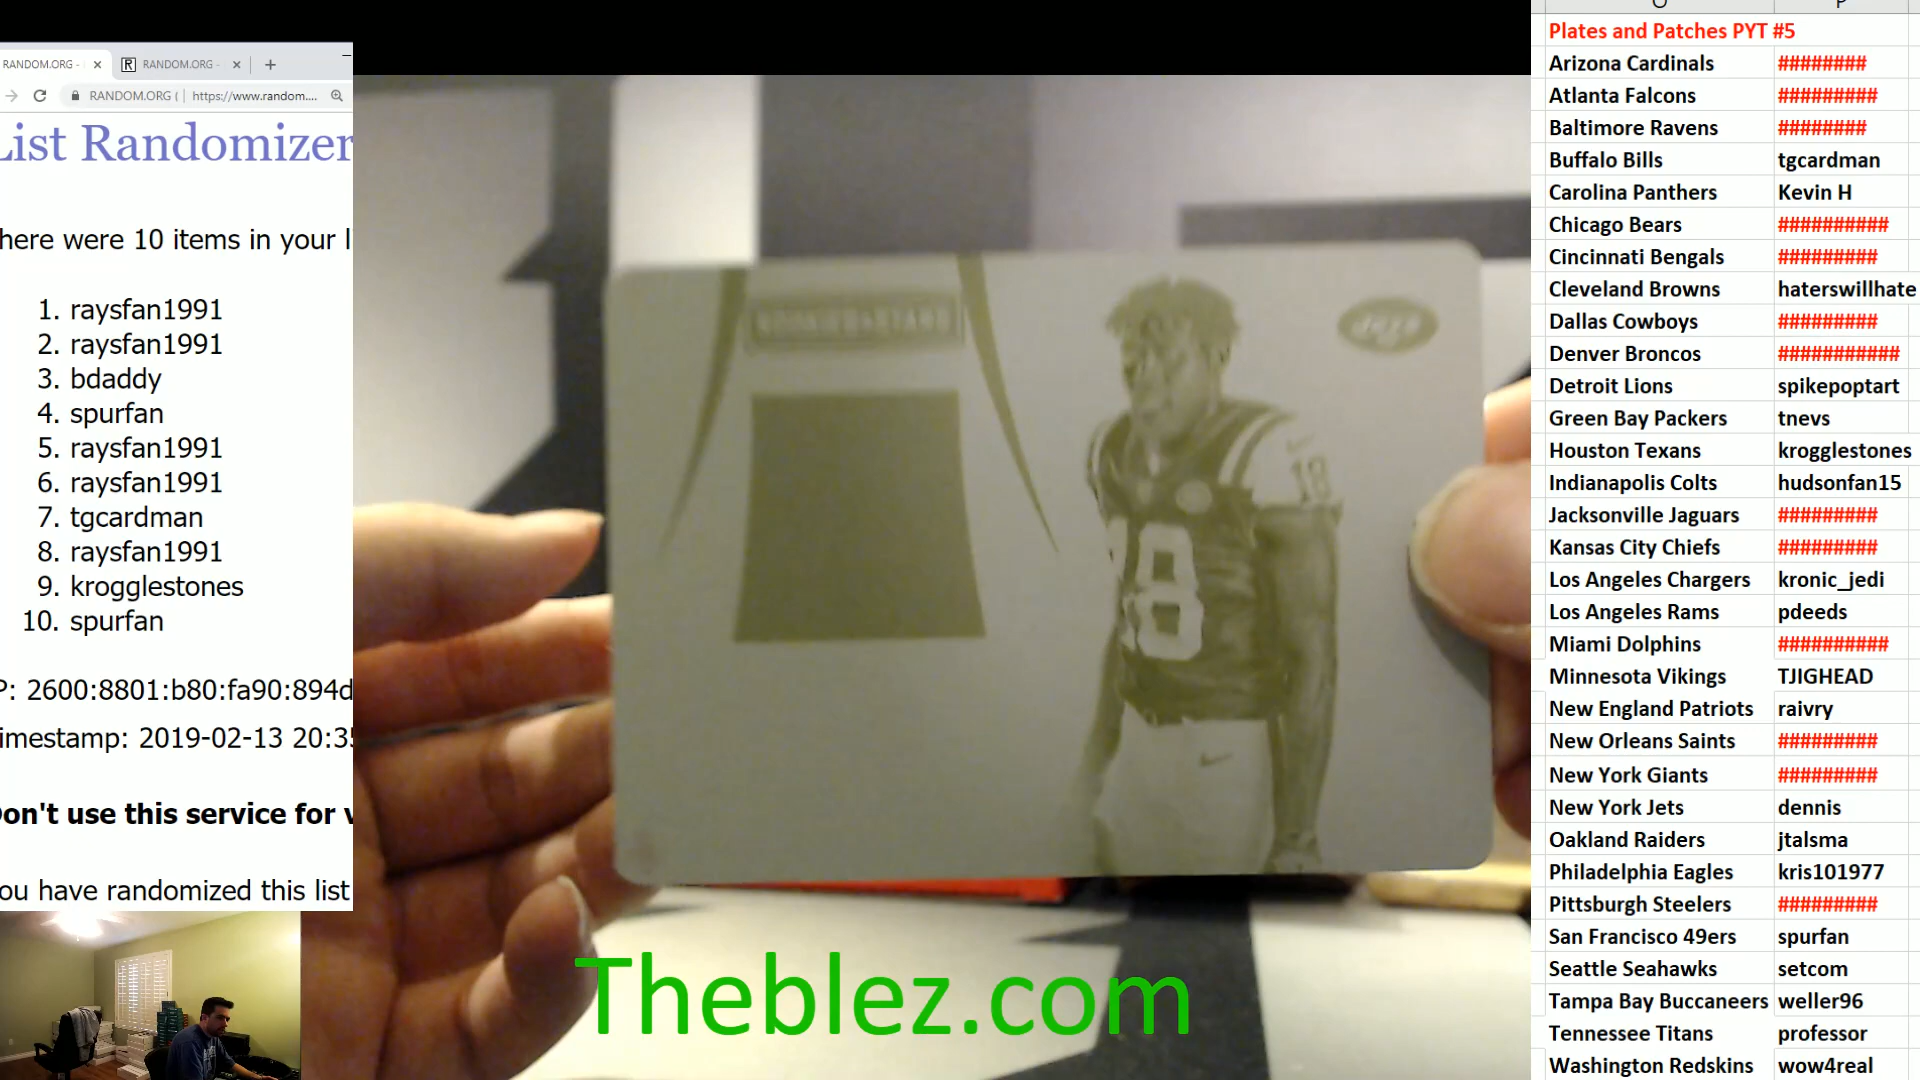 RANDOM.ORG -
RANDOM.ORG -
RANDOM.ORG (
https://www.random....
List Randomizer
here were 10 items in your l
1. raysfan1991
2. raysfan1991
3. bdaddy
4. spurfan
5. raysfan1991
6. raysfan1991
7. tgcardman
8. raysfan1991
9. krogglestones
10. spurfan
P: 2600:8801:b80:fa90:894d
imestamp: 2019-02-13 20:35
Don't use this service for v
ou have randomized this list
JETS
18
18
Theblez.com
O P
Plates and Patches PYT #5
Arizona Cardinals ########
Atlanta Falcons #########
Baltimore Ravens ########
Buffalo Bills tgcardman
Carolina Panthers Kevin H
Chicago Bears ##########
Cincinnati Bengals #########
Cleveland Browns haterswillhate
Dallas Cowboys #########
Denver Broncos ###########
Detroit Lions spikepoptart
Green Bay Packers tnevs
Houston Texans krogglestones
Indianapolis Colts hudsonfan15
Jacksonville Jaguars #########
Kansas City Chiefs #########
Los Angeles Chargers kronic_jedi
Los Angeles Rams pdeeds
Miami Dolphins ##########
Minnesota Vikings TJIGHEAD
New England Patriots raivry
New Orleans Saints #########
New York Giants #########
New York Jets dennis
Oakland Raiders jtalsma
Philadelphia Eagles kris101977
Pittsburgh Steelers #########
San Francisco 49ers spurfan
Seattle Seahawks setcom
Tampa Bay Buccaneers weller96
Tennessee Titans professor
Washington Redskins wow4real